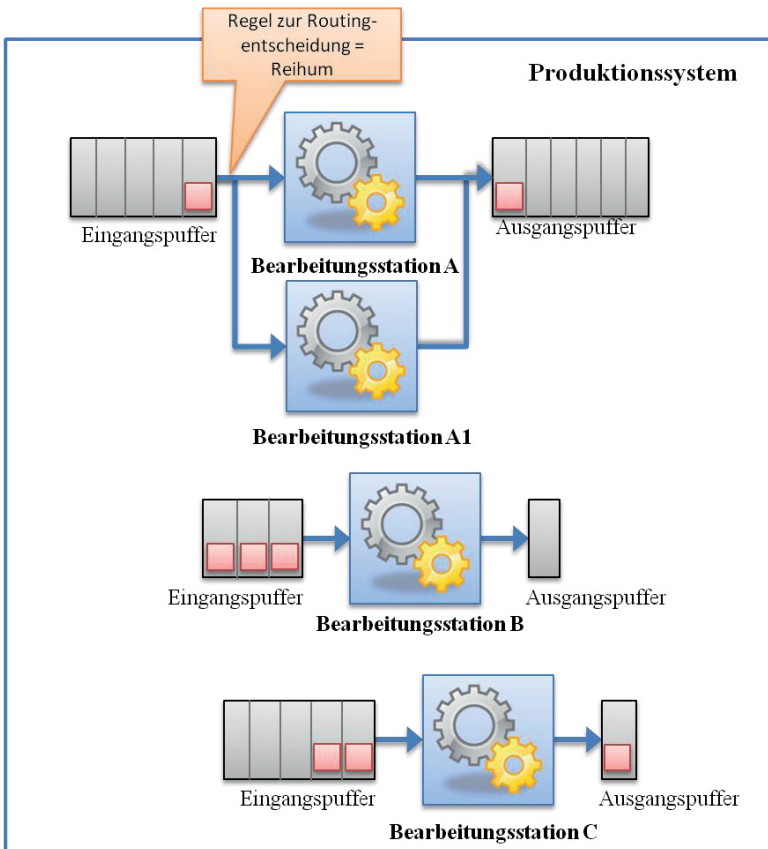 Regel zur Routing-
entscheidung =
Reihum
Produktionssystem
Eingangspuffer
Ausgangspuffer
Bearbeitungsstation A
Bearbeitungsstation A1
Eingangspuffer
Ausgangspuffer
Bearbeitungsstation B
Eingangspuffer
Ausgangspuffer
Bearbeitungsstation C